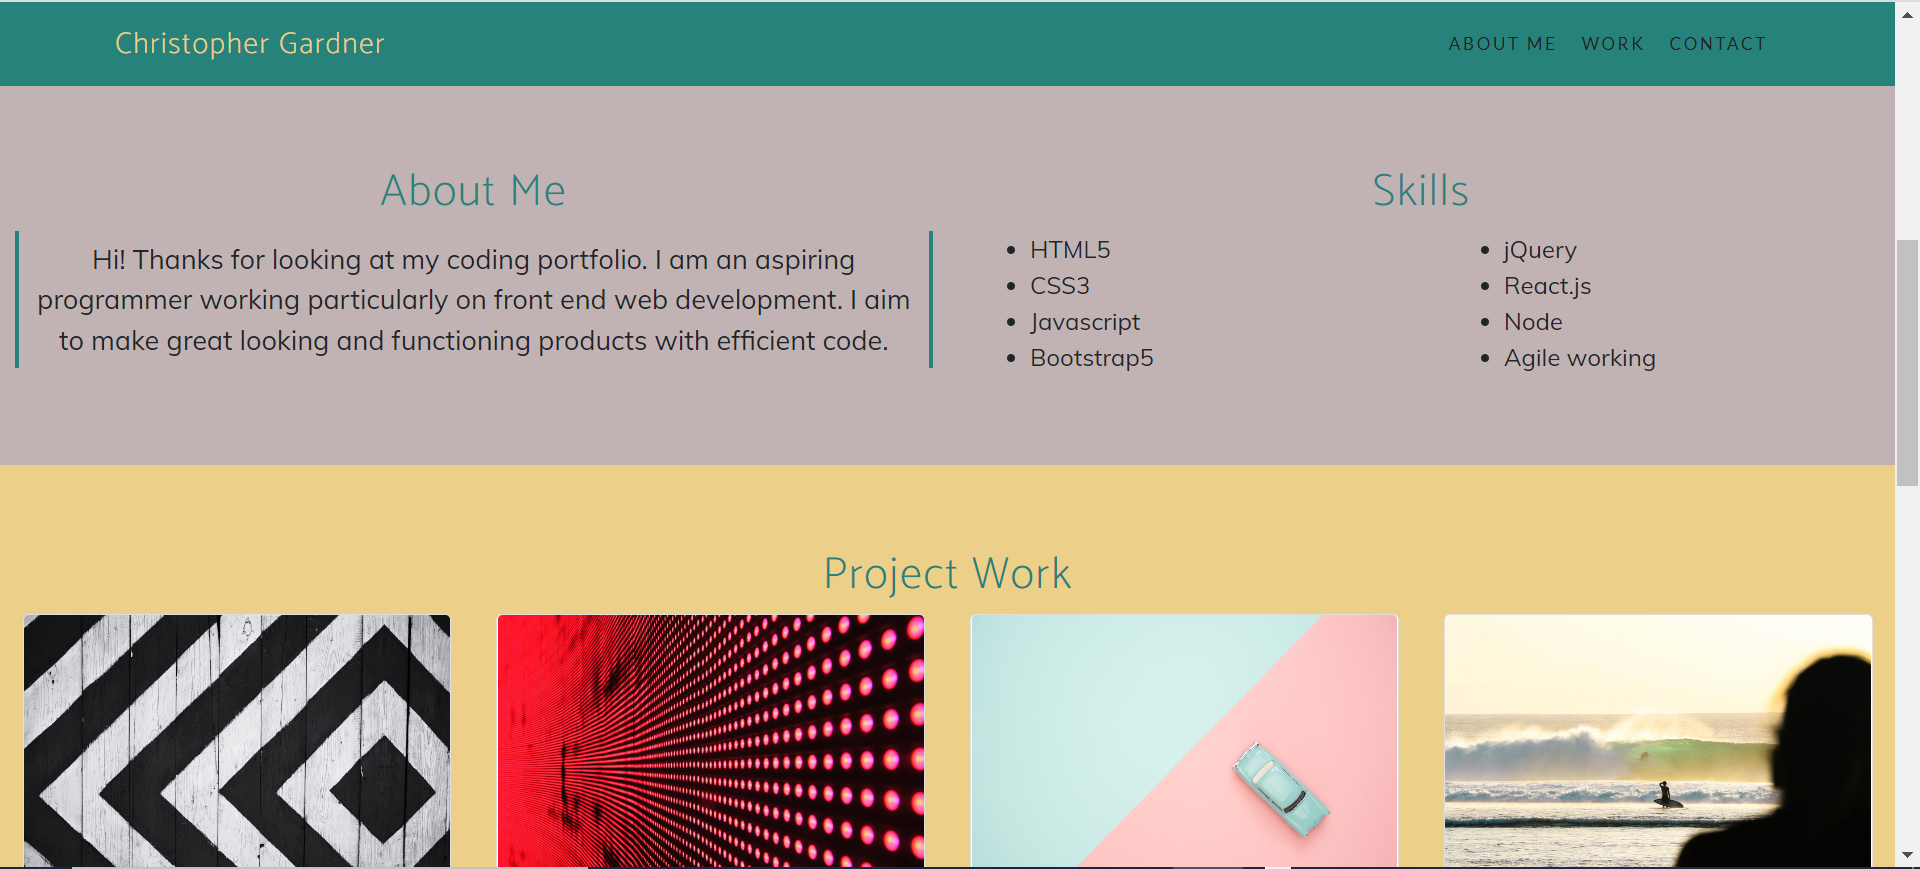 Christopher Gardner
ABOUT ME WORK CONTACT
About Me
Hi! Thanks for looking at my coding portfolio. I am an aspiring
programmer working particularly on front end web development. I aim
to make great looking and functioning products with efficient code.
Skills
HTML5
CSS3
Javascript
Bootstrap5
jQuery
React.js
Node
Agile working
Project Work